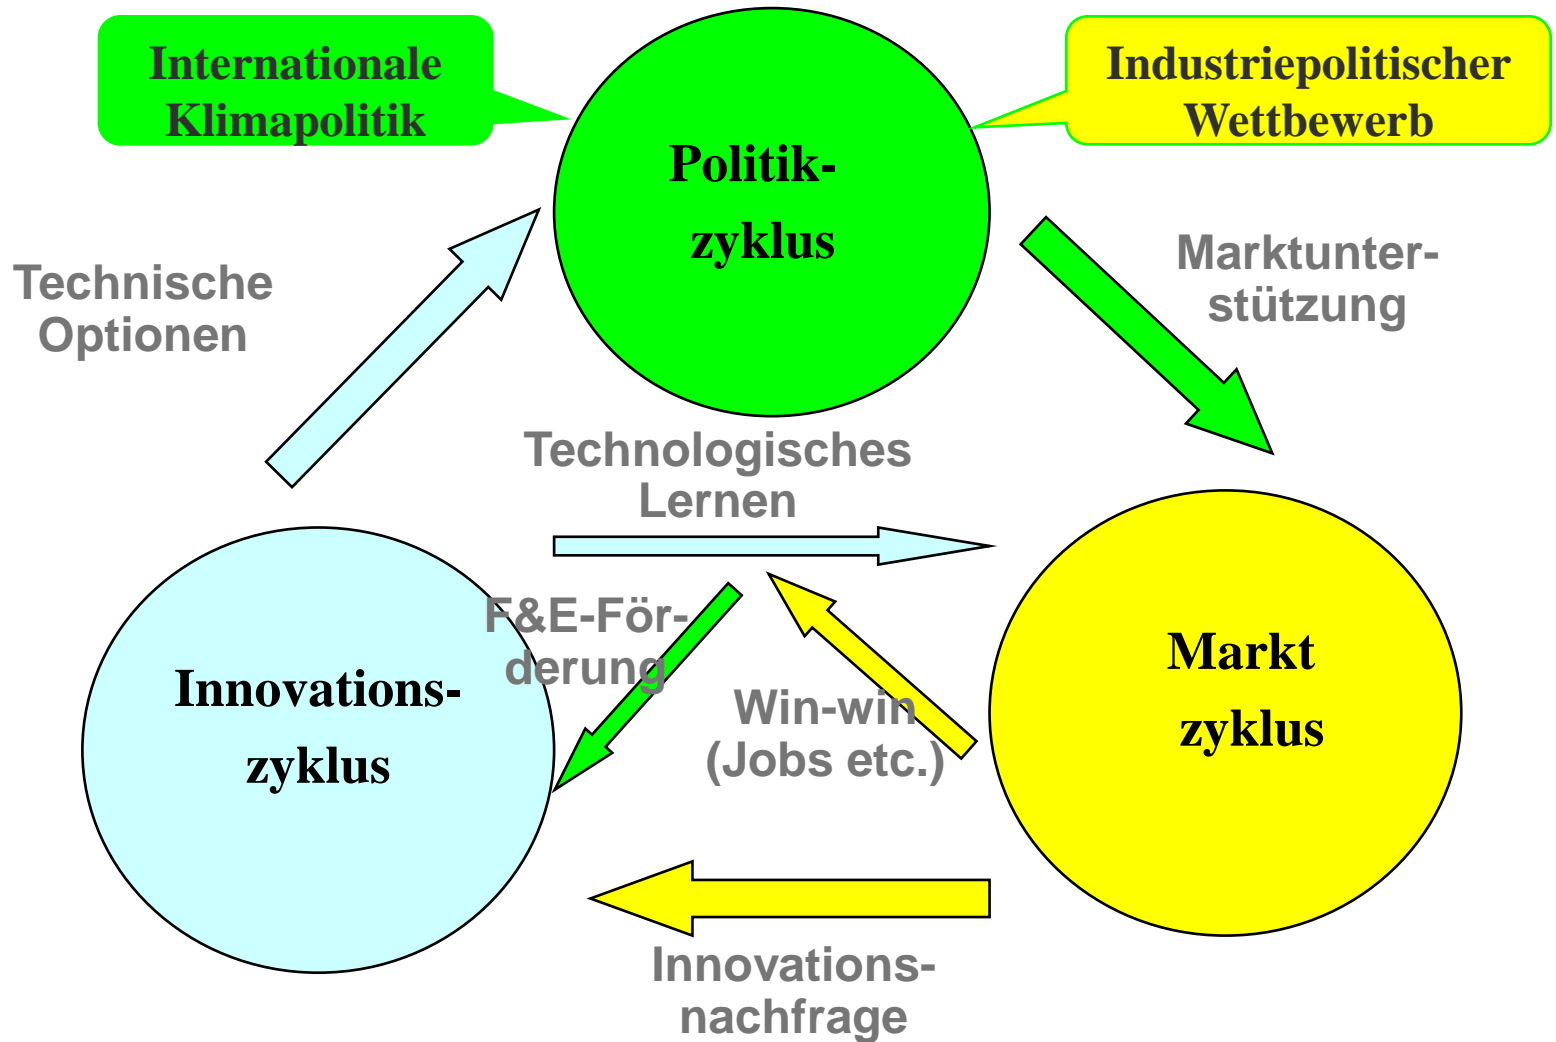 Internationale
Klimapolitik
Industriepolitischer
Wettbewerb
Politik-
zyklus
Technische
Optionen
Marktunter-
stützung
Technologisches
Lernen
F&E-För-
derung
Innovations-
zyklus
Win-win
(Jobs etc.)
Markt
zyklus
Innovations-
nachfrage